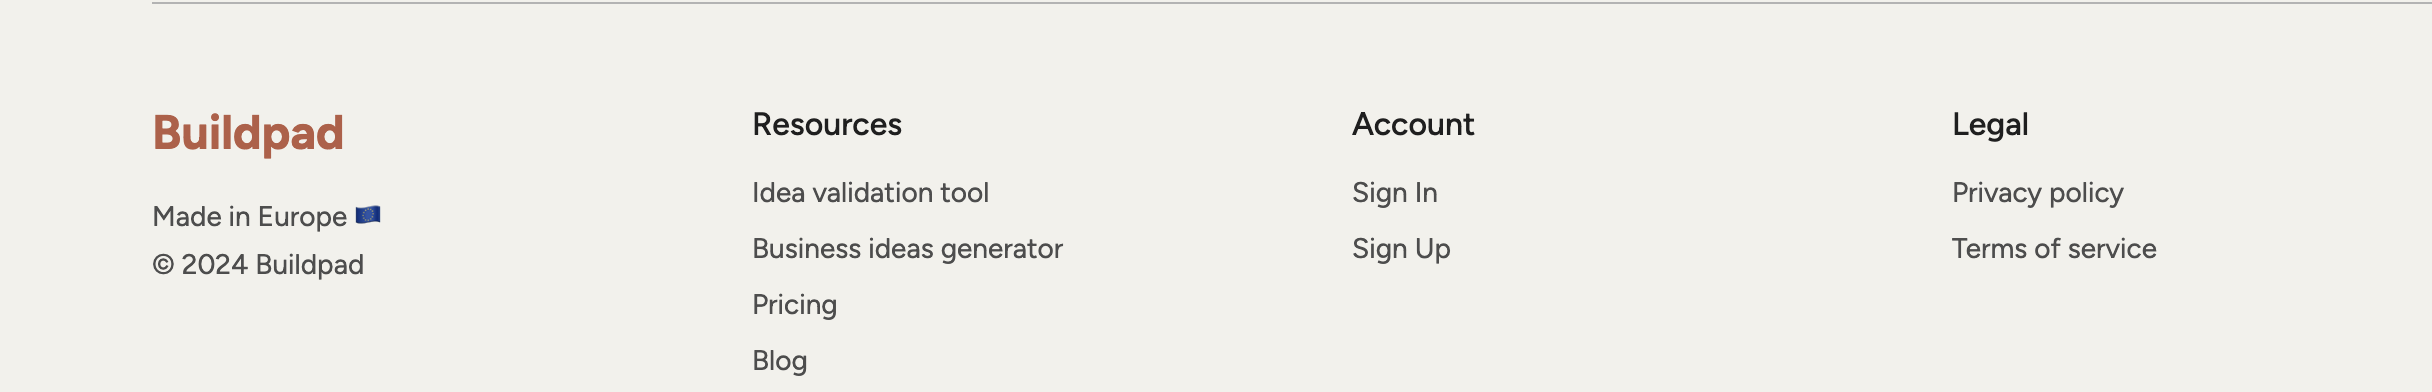 Buildpad
Made in Europe 🇪🇺
© 2024 Buildpad
Resources
Idea validation tool
Business ideas generator
Pricing
Blog
Account
Sign In
Sign Up
Legal
Privacy policy
Terms of service